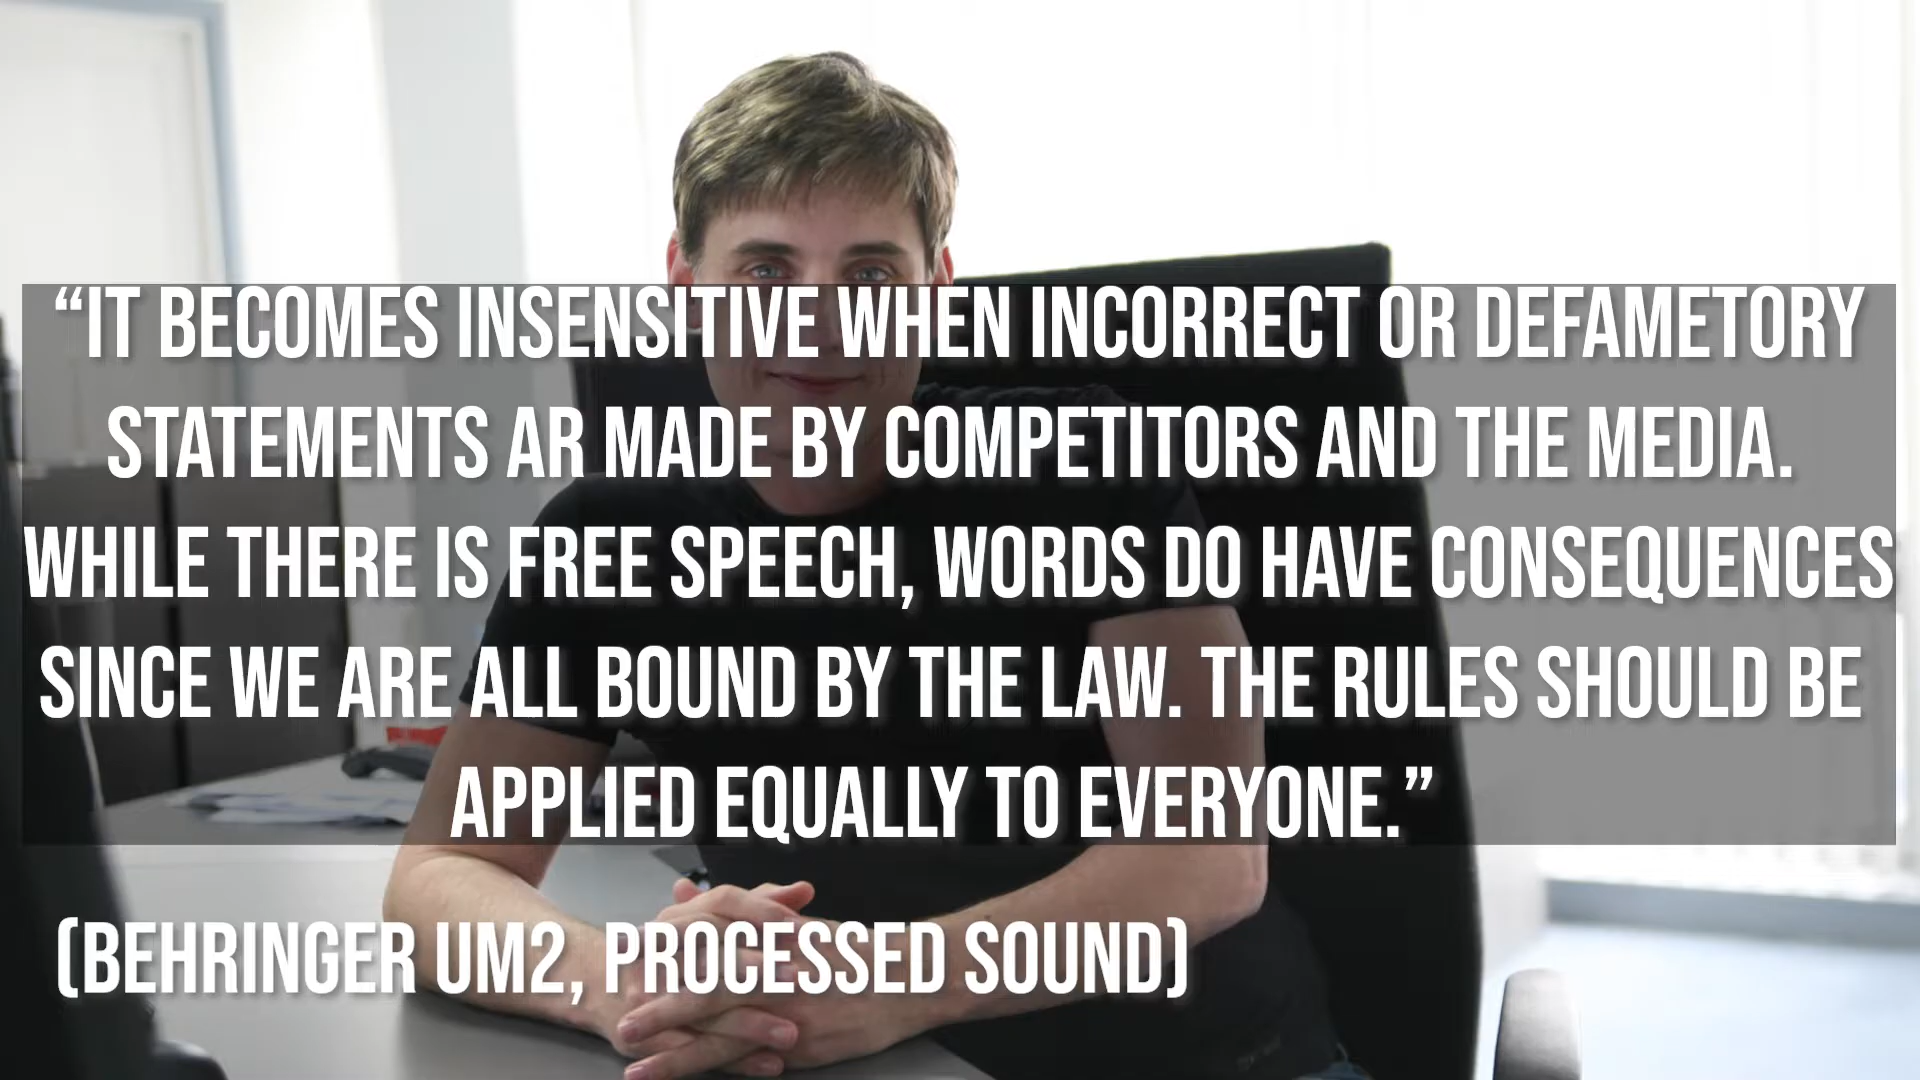 “IT BECOMES INSENSITIVE WHEN INCORRECT OR DEFAMETORY
STATEMENTS AR MADE BY COMPETITORS AND THE MEDIA.
WHILE THERE IS FREE SPEECH, WORDS DO HAVE CONSEQUENCES
SINCE WE ARE ALL BOUND BY THE LAW. THE RULES SHOULD BE
APPLIED EQUALLY TO EVERYONE.”
(BEHRINGER UM2, PROCESSED SOUND)